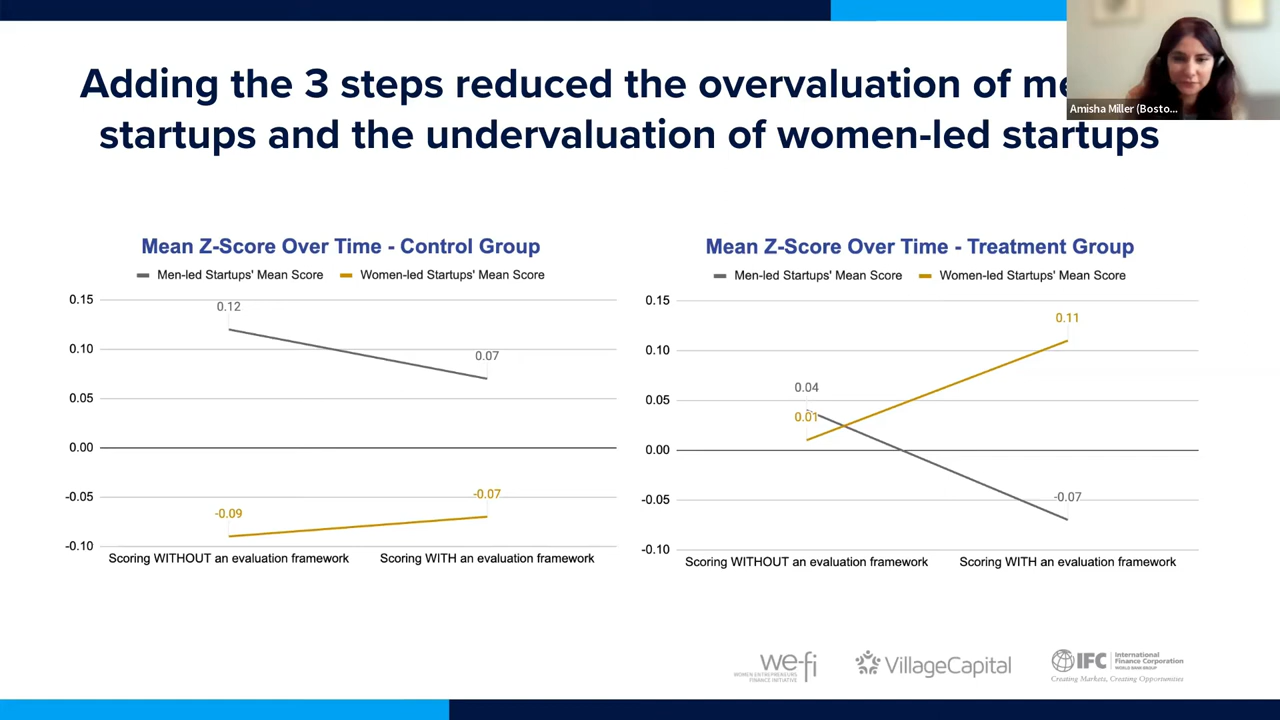 Adding the 3 steps reduced the overvaluation of me
startups and the undervaluation of women-led startups
Amisha Miller (Bosto...
Mean Z-Score Over Time - Control Group
Men-led Startups' Mean Score
Women-led Startups' Mean Score
0.15
0.10
0.05
0.00
-0.05
-0.10
0.12
0.07
-0.09
-0.07
Scoring WITHOUT an evaluation framework
Scoring WITH an evaluation framework
Mean Z-Score Over Time - Treatment Group
Men-led Startups' Mean Score
Women-led Startups' Mean Score
0.15
0.10
0.05
0.00
-0.05
-0.10
0.04
0.01
0.11
-0.07
Scoring WITHOUT an evaluation framework
Scoring WITH an evaluation framework
we-fi
WOMEN ENTREPRENEURS
FINANCE INITIATIVE
VillageCapital
IFC
International
Finance Corporation
WORLD BANK GROUP
Creating Markets, Creating Opportunities